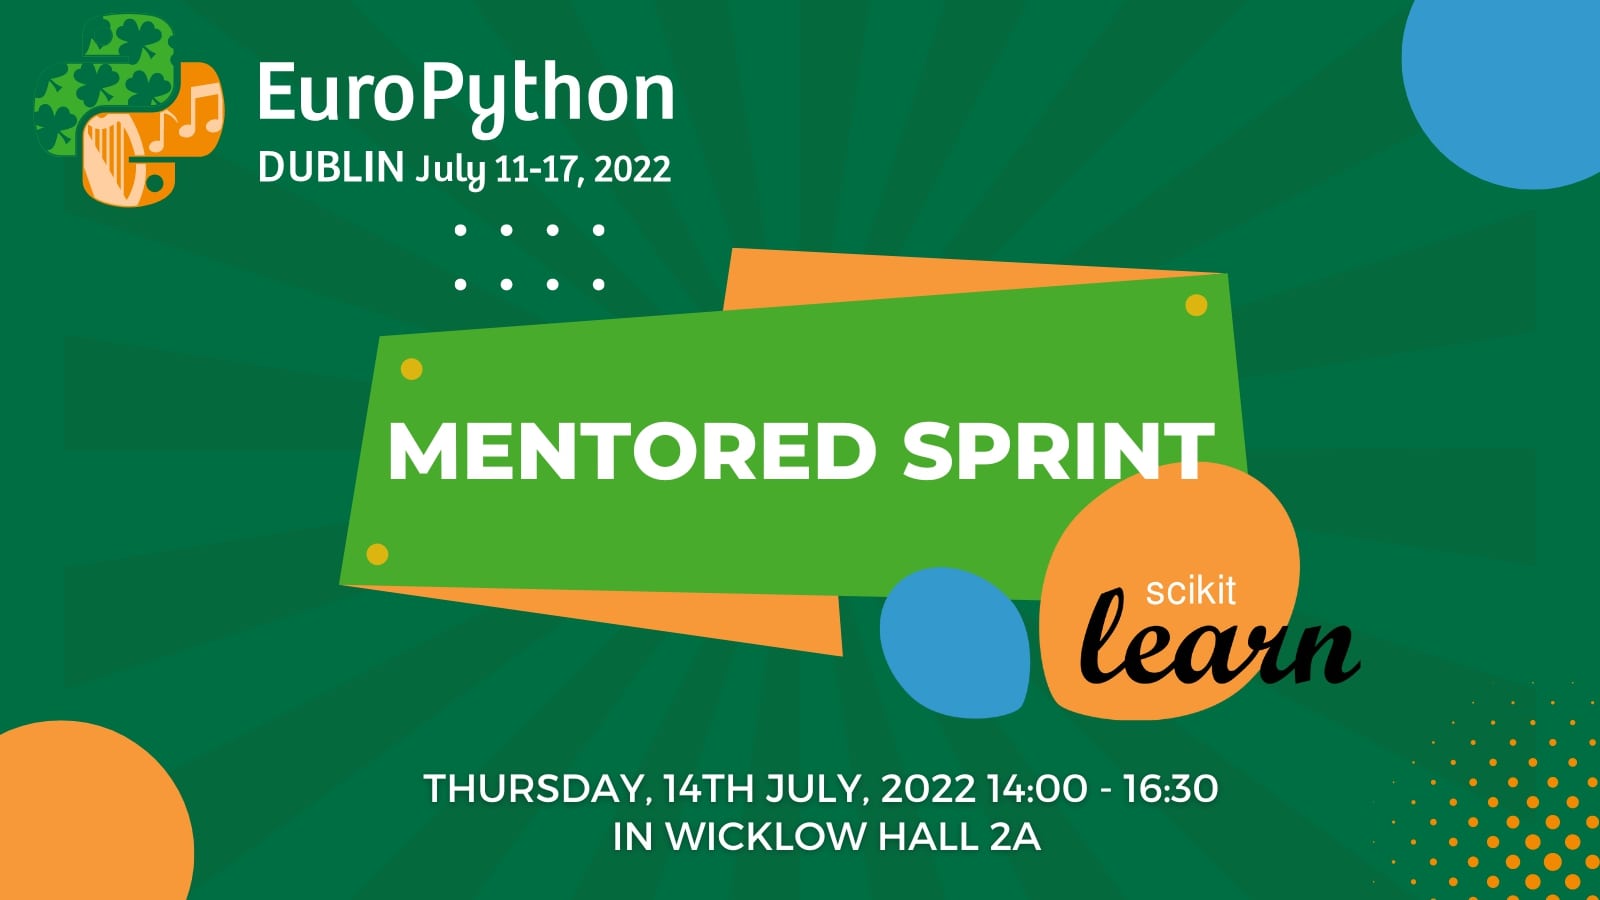 EuroPython
DUBLIN July 11-17, 2022
MENTORED SPRINT
scikit
learn
THURSDAY, 14TH JULY, 2022 14:00 - 16:30
IN WICKLOW HALL 2A